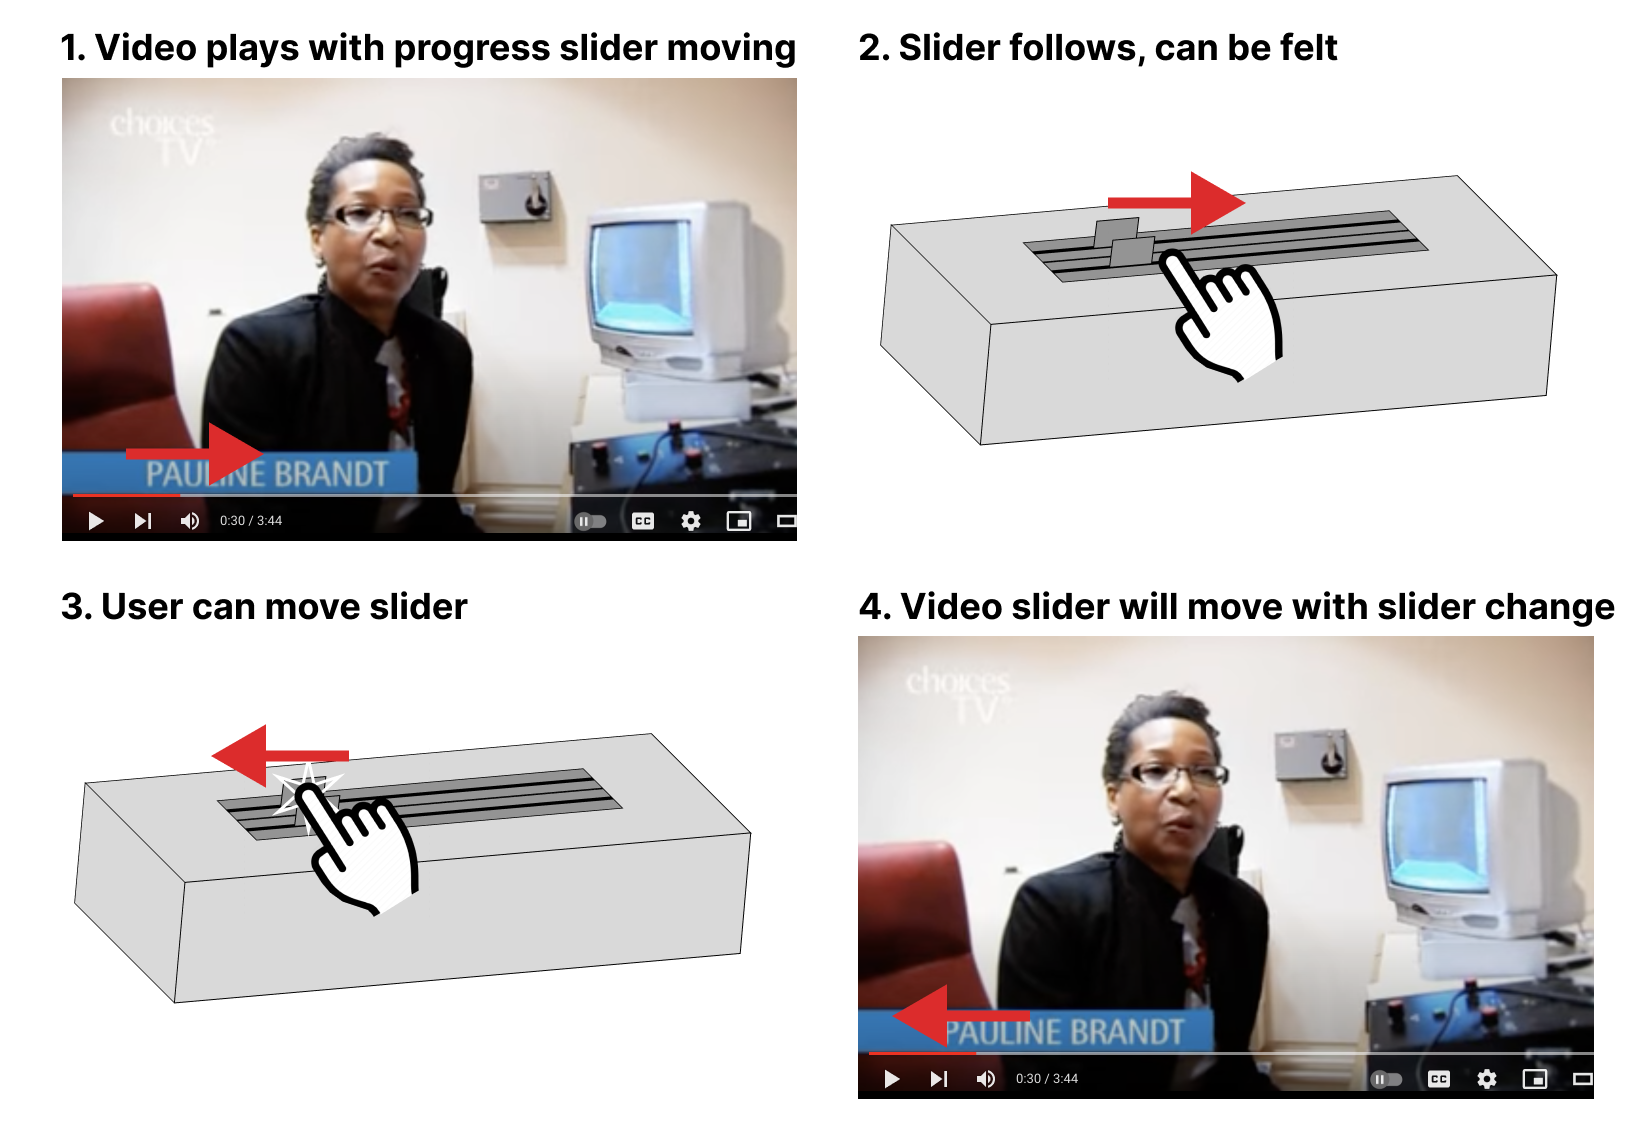 1. Video plays with progress slider moving
choices
TV
PAULINE BRANDT
0:30 / 3:44
CC
2. Slider follows, can be felt
3. User can move slider
4. Video slider will move with slider change
choices
TV
PAULINE BRANDT
0:30 / 3:44
CC